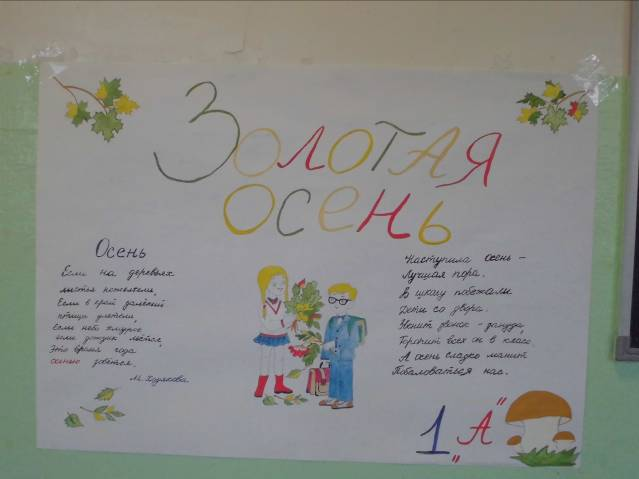 Золотая
осень
Осень
Если на деревьях
листья пожелтели,
Если в край далёкий
птицы улетели,
Если небо хмурое
если дождик льётся,
Это время года
осенью зовётся.
М. Ходякова.
Наступила осень -
Лучшая пора.
В школу побежали
Дети со двора.
Звенит звонок - зануда,
Торопит всех он в класс.
А осень сладко манит
Побаловаться нас.
1 "А"